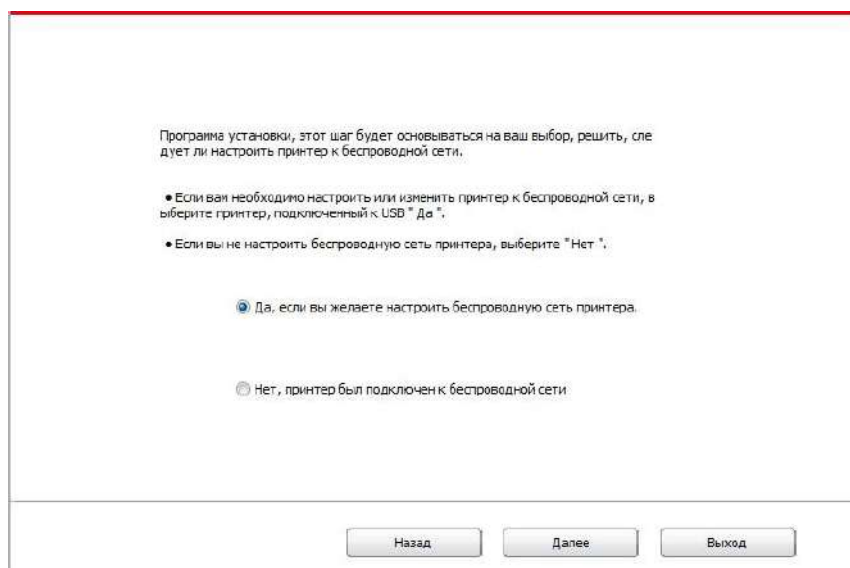 Программа установки, этот шаг будет основываться на ваш выбор, решить, сле
дует ли настроить принтер к беспроводной сети.
● Если вам необходимо настроить или изменить принтер к беспроводной сети, в
ыберите принтер, подключенный к USB " Да ".
● Если вы не настроить беспроводную сеть принтера, выберите "Нет ".
Да, если вы желаете настроить беспроводную сеть принтера.
Нет, принтер был подключен к беспроводной сети
Назад Далее Выход